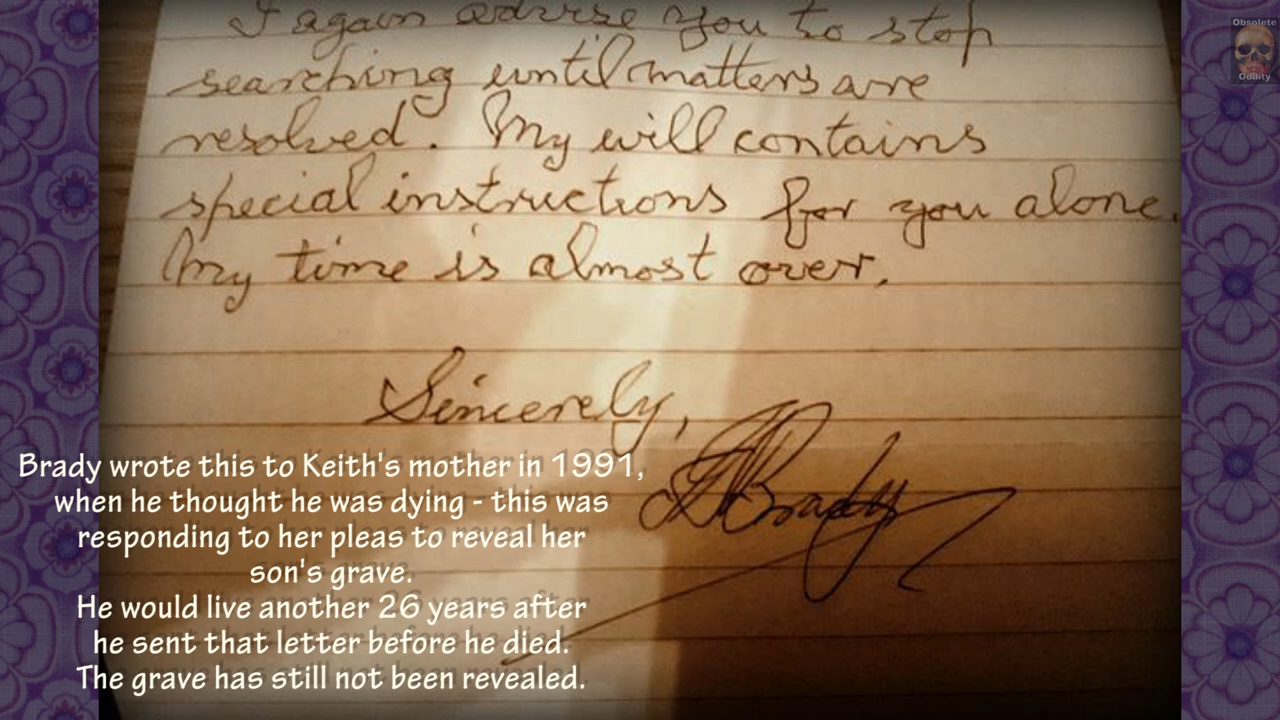 I again advise you to stop
searching until matters are
resolved. My will contains
special instructions for you alone.
My time is almost over.
Sincerely,
Brady
Brady wrote this to Keith's mother in 1991,
when he thought he was dying - this was
responding to her pleas to reveal her
son's grave.
He would live another 26 years after
he sent that letter before he died.
The grave has still not been revealed.
Obsolete
Oddity